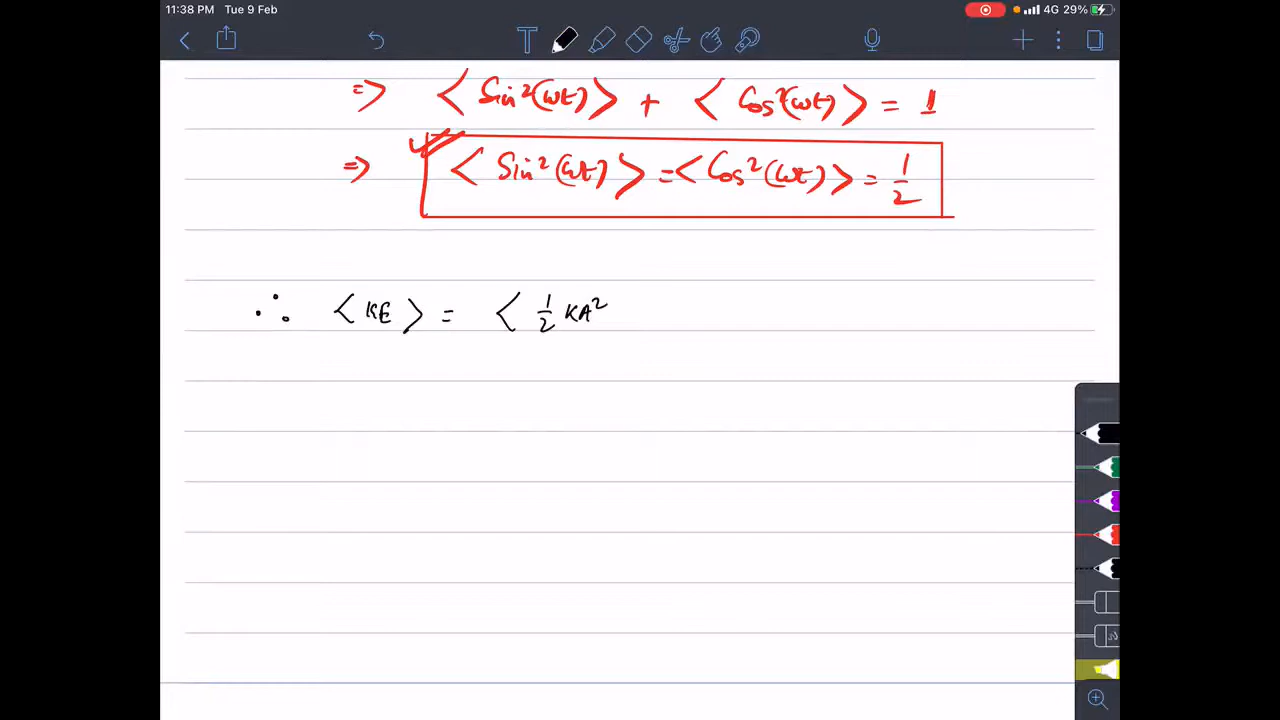 11:38 PM Tue 9 Feb 4G 29%
=> < Sin²(ωt) > + < Cos²(ωt) > = 1
=> < Sin²(ωt) > = < Cos²(ωt) > = 1/2
∴ < KE > = < 1/2 KA²